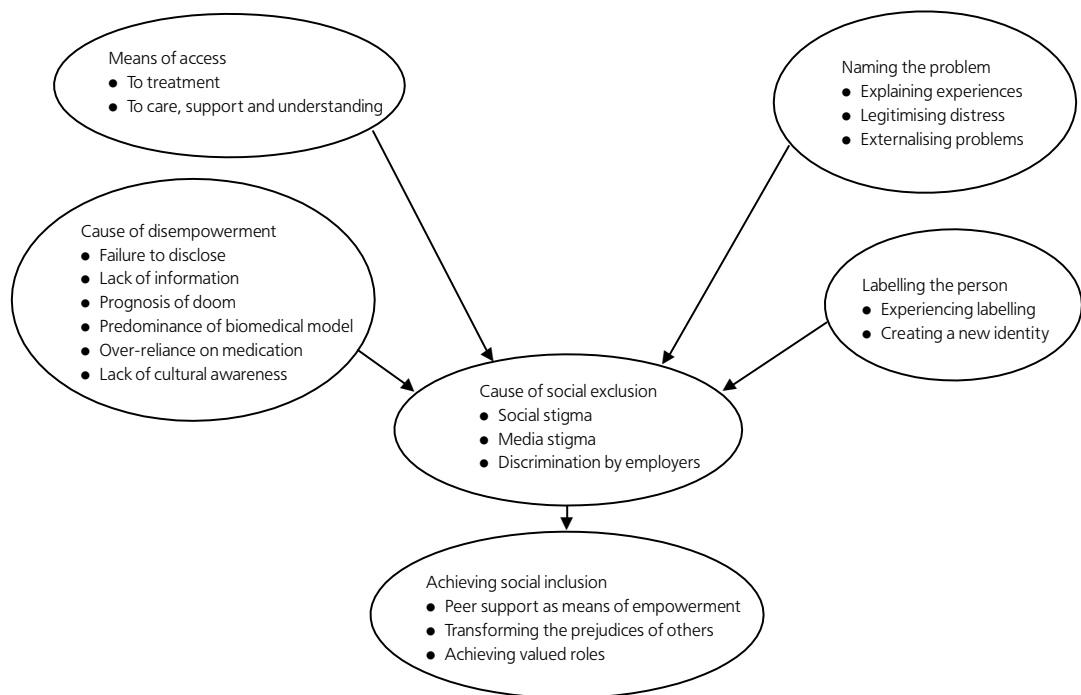 Means of access
● To treatment
● To care, support and understanding
Naming the problem
● Explaining experiences
● Legitimising distress
● Externalising problems
Cause of disempowerment
● Failure to disclose
● Lack of information
● Prognosis of doom
● Predominance of biomedical model
● Over-reliance on medication
● Lack of cultural awareness
Labelling the person
● Experiencing labelling
● Creating a new identity
Cause of social exclusion
● Social stigma
● Media stigma
● Discrimination by employers
Achieving social inclusion
● Peer support as means of empowerment
● Transforming the prejudices of others
● Achieving valued roles